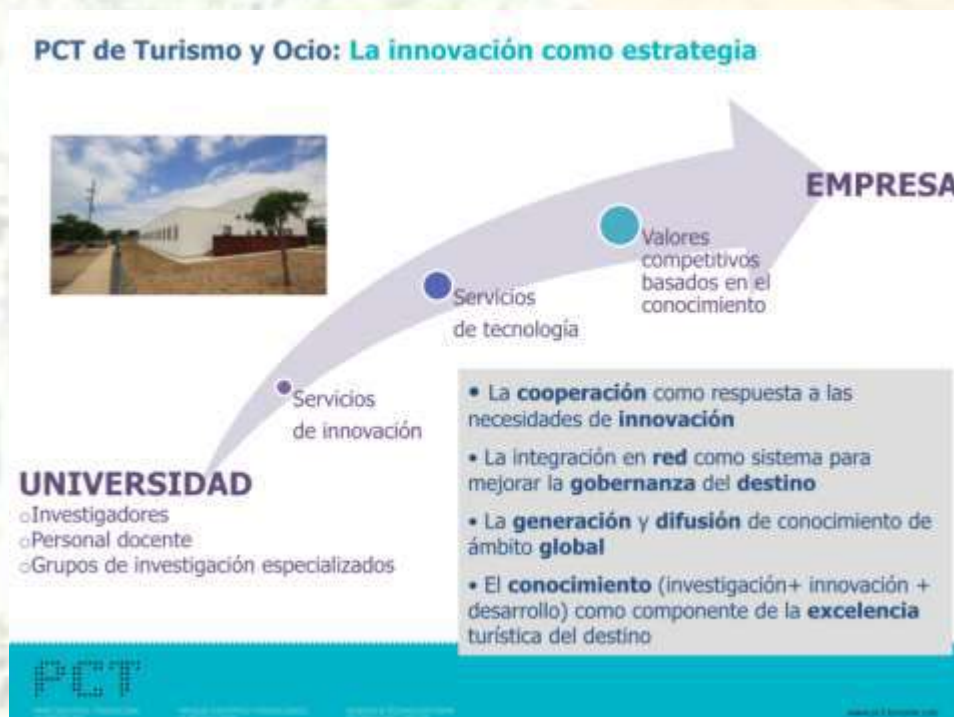 PCT de Turismo y Ocio: La innovación como estrategia
EMPRESA
Valores
competitivos
basados en el
conocimiento
Servicios
de tecnología
Servicios
de innovación
UNIVERSIDAD
oInvestigadores
oPersonal docente
oGrupos de investigación especializados
• La cooperación como respuesta a las
necesidades de innovación
• La integración en red como sistema para
mejorar la gobernanza del destino
• La generación y difusión de conocimiento de
ámbito global
• El conocimiento (investigación+ innovación +
desarrollo) como componente de la excelencia
turística del destino
PCT